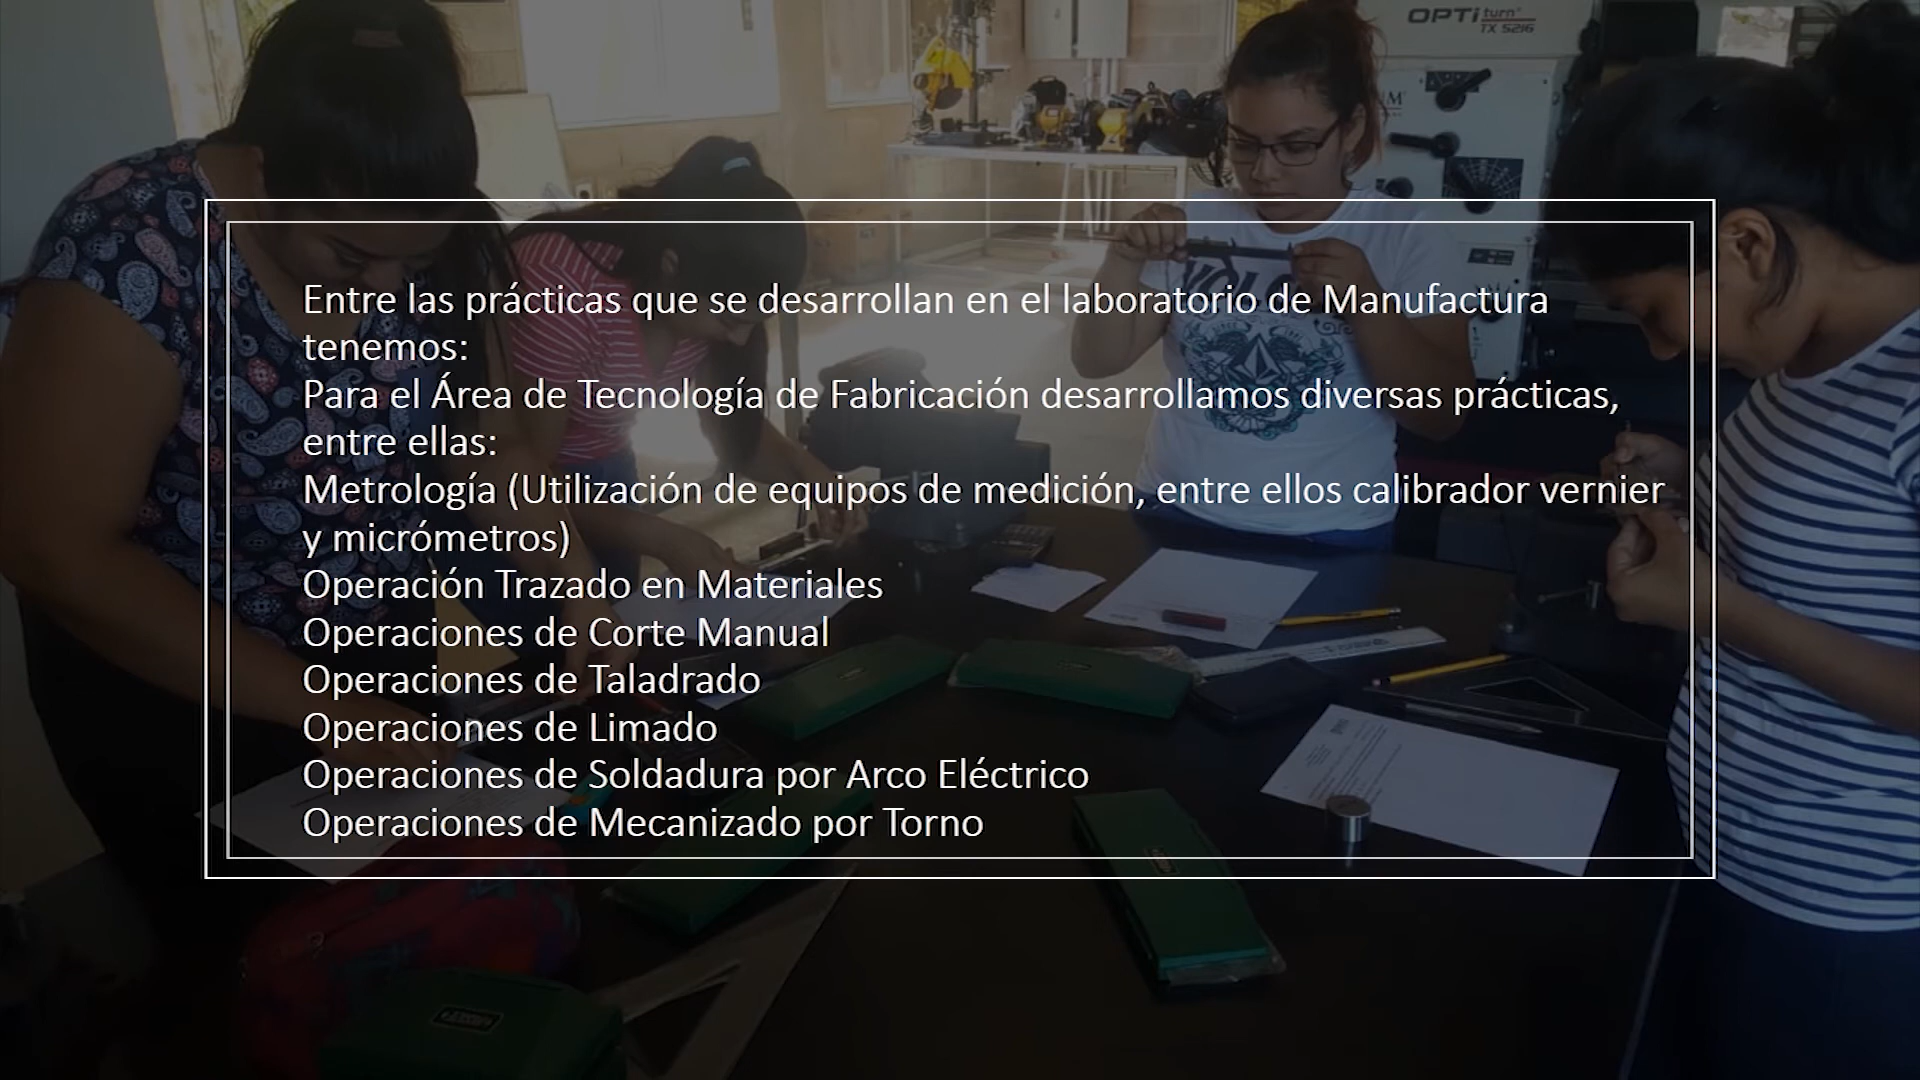 OPTi turn
TX 5216
Entre las prácticas que se desarrollan en el laboratorio de Manufactura
tenemos:
Para el Área de Tecnología de Fabricación desarrollamos diversas prácticas,
entre ellas:
Metrología (Utilización de equipos de medición, entre ellos calibrador vernier
y micrómetros)
Operación Trazado en Materiales
Operaciones de Corte Manual
Operaciones de Taladrado
Operaciones de Limado
Operaciones de Soldadura por Arco Eléctrico
Operaciones de Mecanizado por Torno